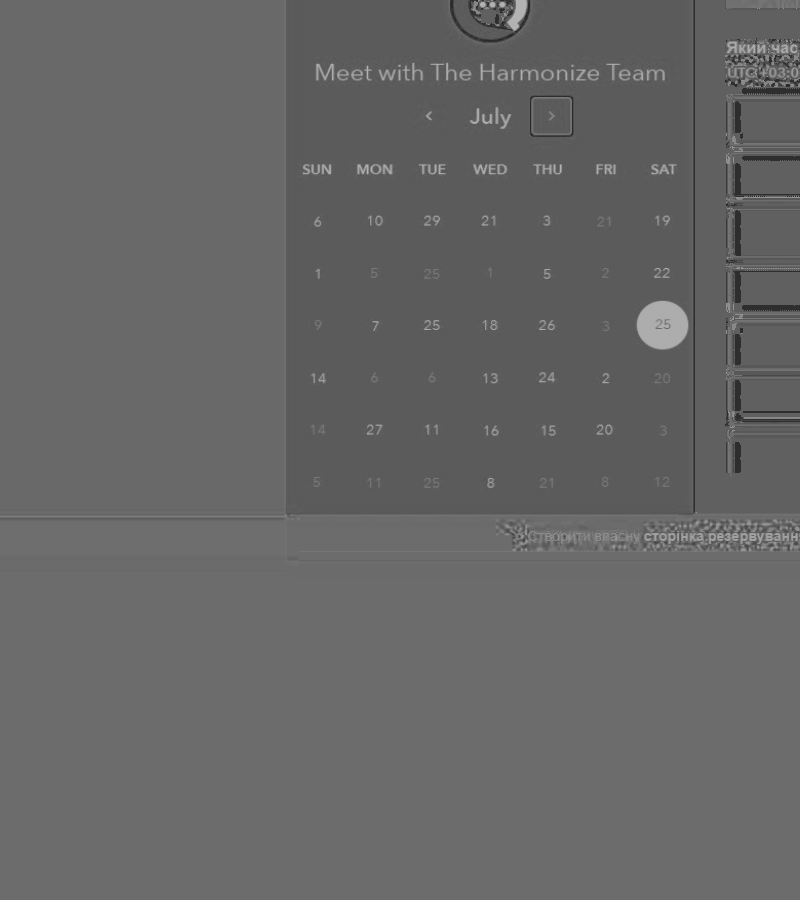 Який час
UTC +03:0
Meet with The Harmonize Team
July
SUN MON TUE WED THU FRI SAT
6 10 29 21 3 21 19
1 5 25 1 5 2 22
9 7 25 18 26 3 25
14 6 6 13 24 2 20
14 27 11 16 15 20 3
5 11 25 8 21 8 12
Створити власну сторінка резервуванн